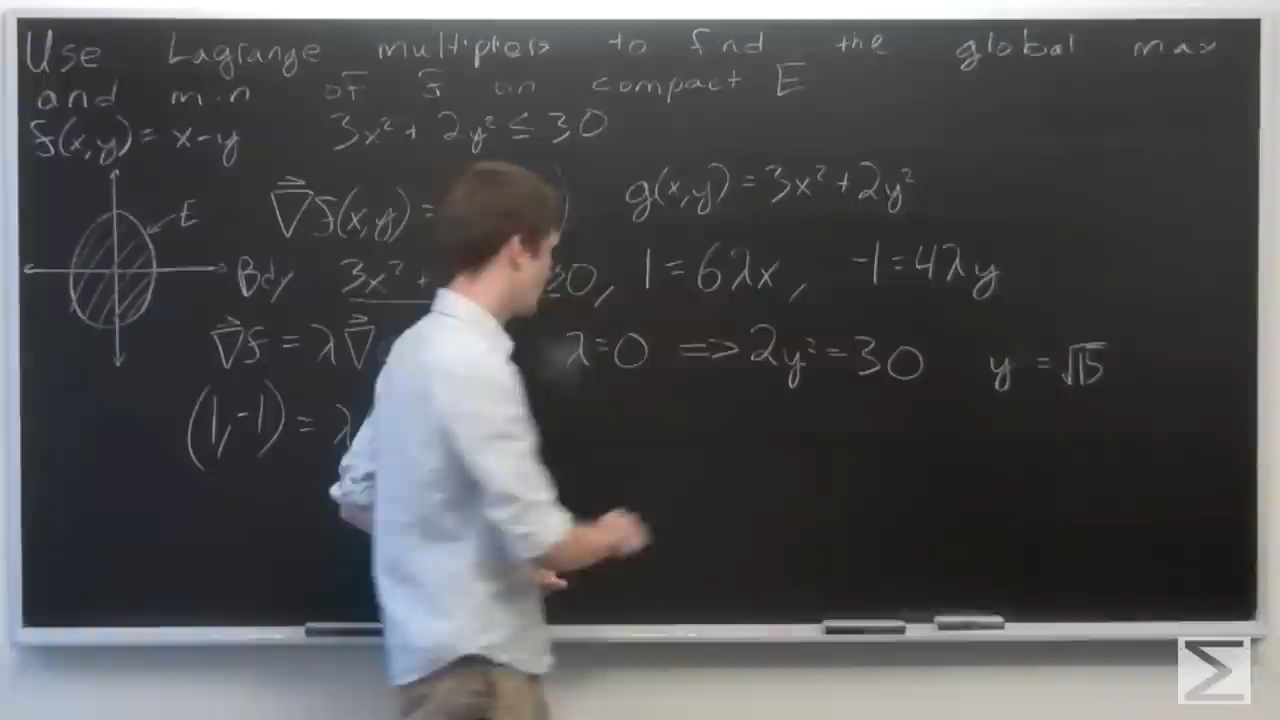 Use Lagrange multipliers to find the global max
and min of f on compact E
f(x,y) = x-y 3x² + 2y² ≤ 30
E
∇f(x,y) = ) g(x,y) = 3x² + 2y²
Bdy 3x² + 30, 1 = 6λx, -1 = 4λy
∇f = λ∇ λ=0 => 2y² = 30 y = √15
(1,-1) = λ
Σ